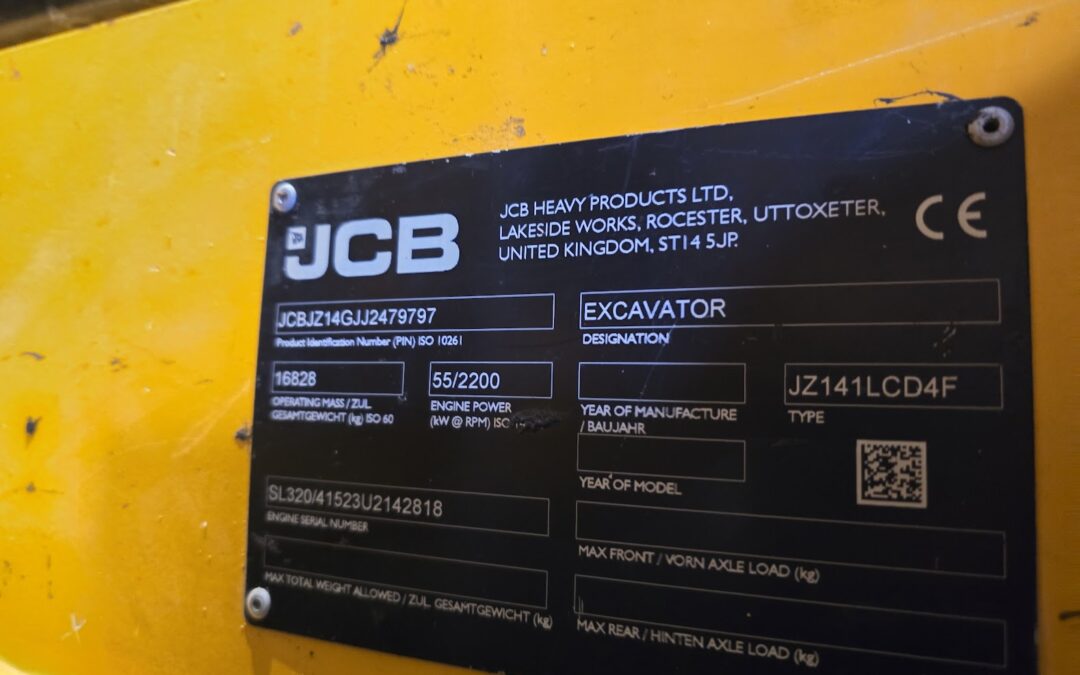 JCB
JCB HEAVY PRODUCTS LTD,
LAKESIDE WORKS, ROCESTER, UTTOXETER,
UNITED KINGDOM, ST14 5JP.
CE
JCBJZ14GJJ2479797
Product Identification Number (PIN) ISO 10261
EXCAVATOR
DESIGNATION
16828
OPERATING MASS / ZUL.
GESAMTGEWICHT (kg) ISO 60
55/2200
ENGINE POWER
(kW @ RPM) ISO
YEAR OF MANUFACTURE
/ BAUJAHR
JZ141LCD4F
TYPE
YEAR OF MODEL
SL320/41523U2142818
ENGINE SERIAL NUMBER
MAX FRONT / VORN AXLE LOAD (kg)
MAX TOTAL WEIGHT ALLOWED / ZUL. GESAMTGEWICHT (kg)
MAX REAR / HINTEN AXLE LOAD (kg)